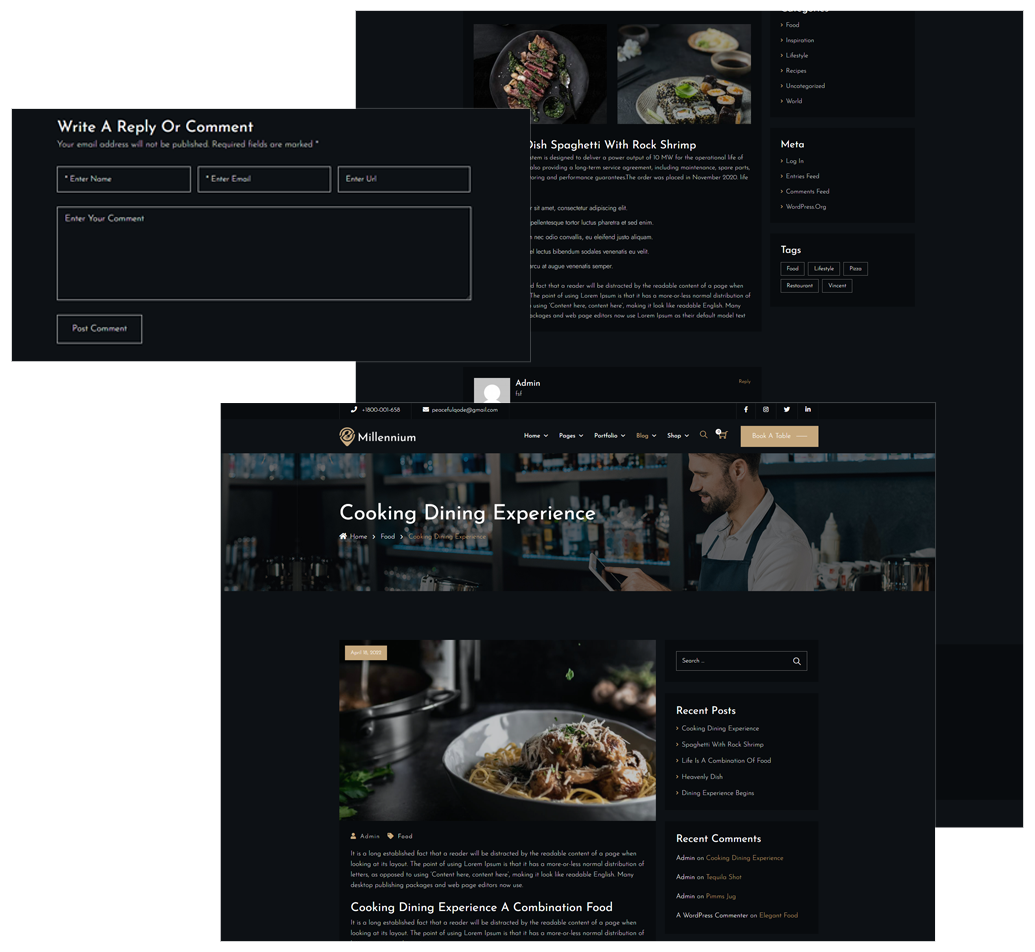 Food
Inspiration
Lifestyle
Recipes
Uncategorized
World
Write A Reply Or Comment
Your email address will not be published. Required fields are marked *
* Enter Name
* Enter Email
Enter Url
Enter Your Comment
Post Comment
Dish Spaghetti With Rock Shrimp
stem is designed to deliver a power output of 10 MW for the operational life of
also providing a long-term service agreement, including maintenance, spare parts,
oring and performance guarantees.The order was placed in November 2020. life
r sit amet, consectetur adipiscing elit.
pellentesque tortor luctus pharetra et sed enim.
n nec odio convallis, eu eleifend justo aliquam.
el lectus bibendum sodales venenatis eu velit.
arcu at augue venenatis semper.
d fact that a reader will be distracted by the readable content of a page when
. The point of using Lorem Ipsum is that it has a more-or-less normal distribution of
using 'Content here, content here', making it look like readable English. Many
ackages and web page editors now use Lorem Ipsum as their default model text
Meta
Log In
Entries Feed
Comments Feed
WordPress.Org
Tags
Food
Lifestyle
Pizza
Restaurant
Vincent
Admin
Reply
fsf
+1800-001-658
peacefulqode@gmail.com
Millennium
Home
Pages
Portfolio
Blog
Shop
0
Book A Table
Cooking Dining Experience
Home > Food > Cooking Dining Experience
Search ...
Recent Posts
Cooking Dining Experience
Spaghetti With Rock Shrimp
Life Is A Combination Of Food
Heavenly Dish
Dining Experience Begins
Admin
Food
It is a long established fact that a reader will be distracted by the readable content of a page when
looking at its layout. The point of using Lorem Ipsum is that it has a more-or-less normal distribution of
letters, as opposed to using 'Content here, content here', making it look like readable English. Many
desktop publishing packages and web page editors now use.
Cooking Dining Experience A Combination Food
It is a long established fact that a reader will be distracted by the readable content of a page when
looking at its layout. The point of using Lorem Ipsum is that it has a more-or-less normal distribution of
Recent Comments
Admin on Cooking Dining Experience
Admin on Tequila Shot
Admin on Pimms Jug
A WordPress Commenter on Elegant Food